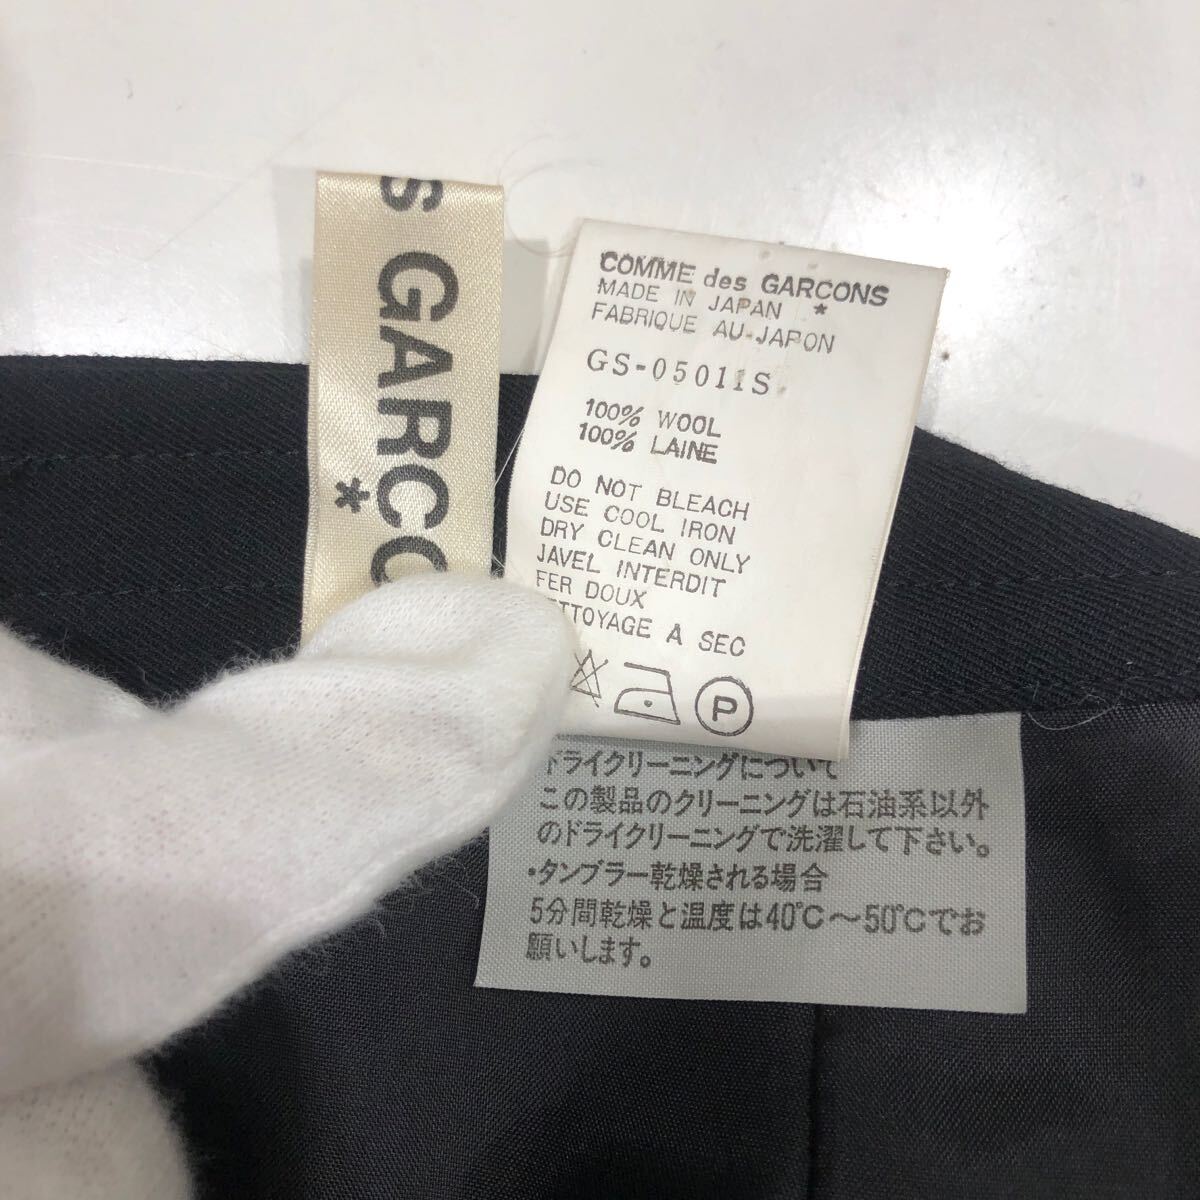 s GARCO
*
COMME des GARCONS
MADE IN JAPAN *
FABRIQUE AU JAPON
GS-05011S
100% WOOL
100% LAINE
DO NOT BLEACH
USE COOL IRON
DRY CLEAN ONLY
JAVEL INTERDIT
FER DOUX
A SEC
P
ドライクリーニングについて
この製品のクリーニングは石油系以外
のドライクリーニングで洗濯して下さい。
・タンブラー乾燥される場合
5分間乾燥と温度は40℃~50℃でお
願いします。